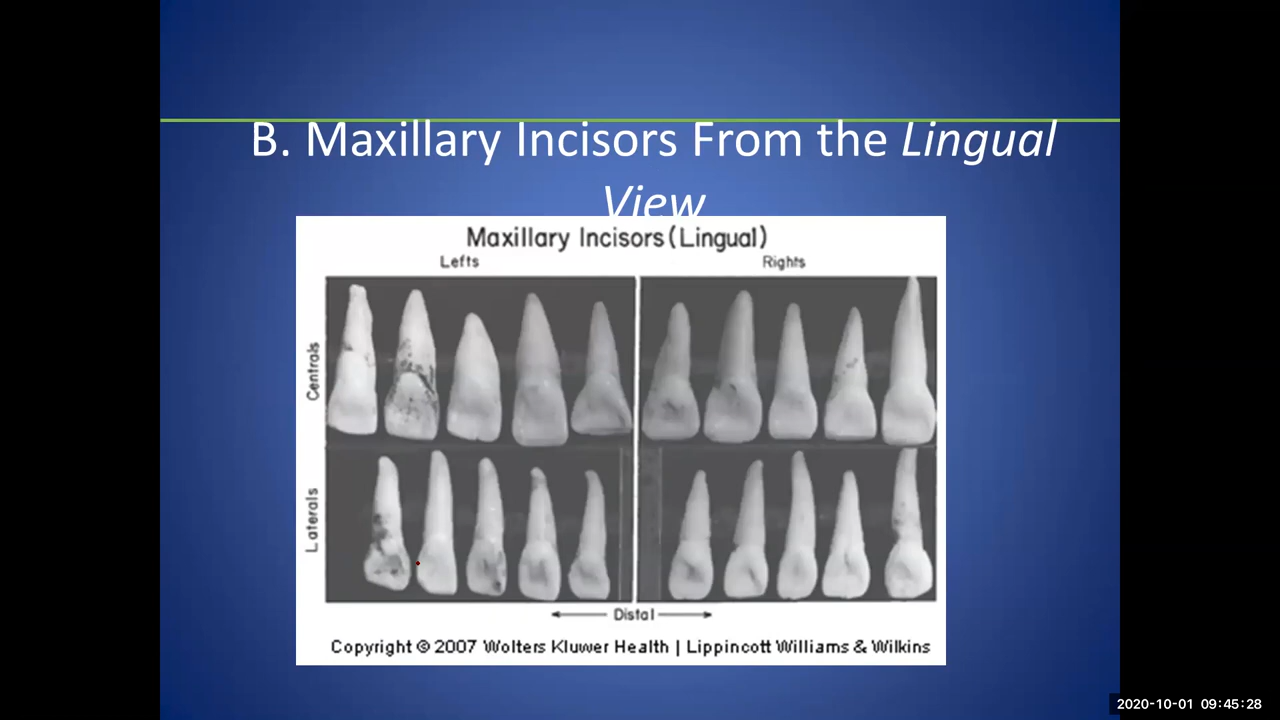 B. Maxillary Incisors From the Lingual
View
Maxillary Incisors (Lingual)
Lefts
Rights
Centrals
Laterals
Distal
Copyright © 2007 Wolters Kluwer Health | Lippincott Williams & Wilkins
2020-10-01 09:45:28